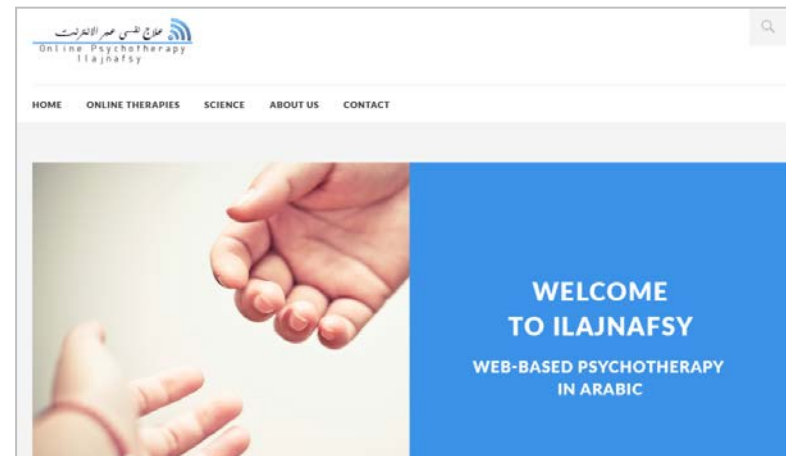 علاج نفسي عبر الانترنت
Online Psychotherapy
Ilajnafsy
HOME ONLINE THERAPIES SCIENCE ABOUT US CONTACT
WELCOME
TO ILAJNAFSY
WEB-BASED PSYCHOTHERAPY
IN ARABIC